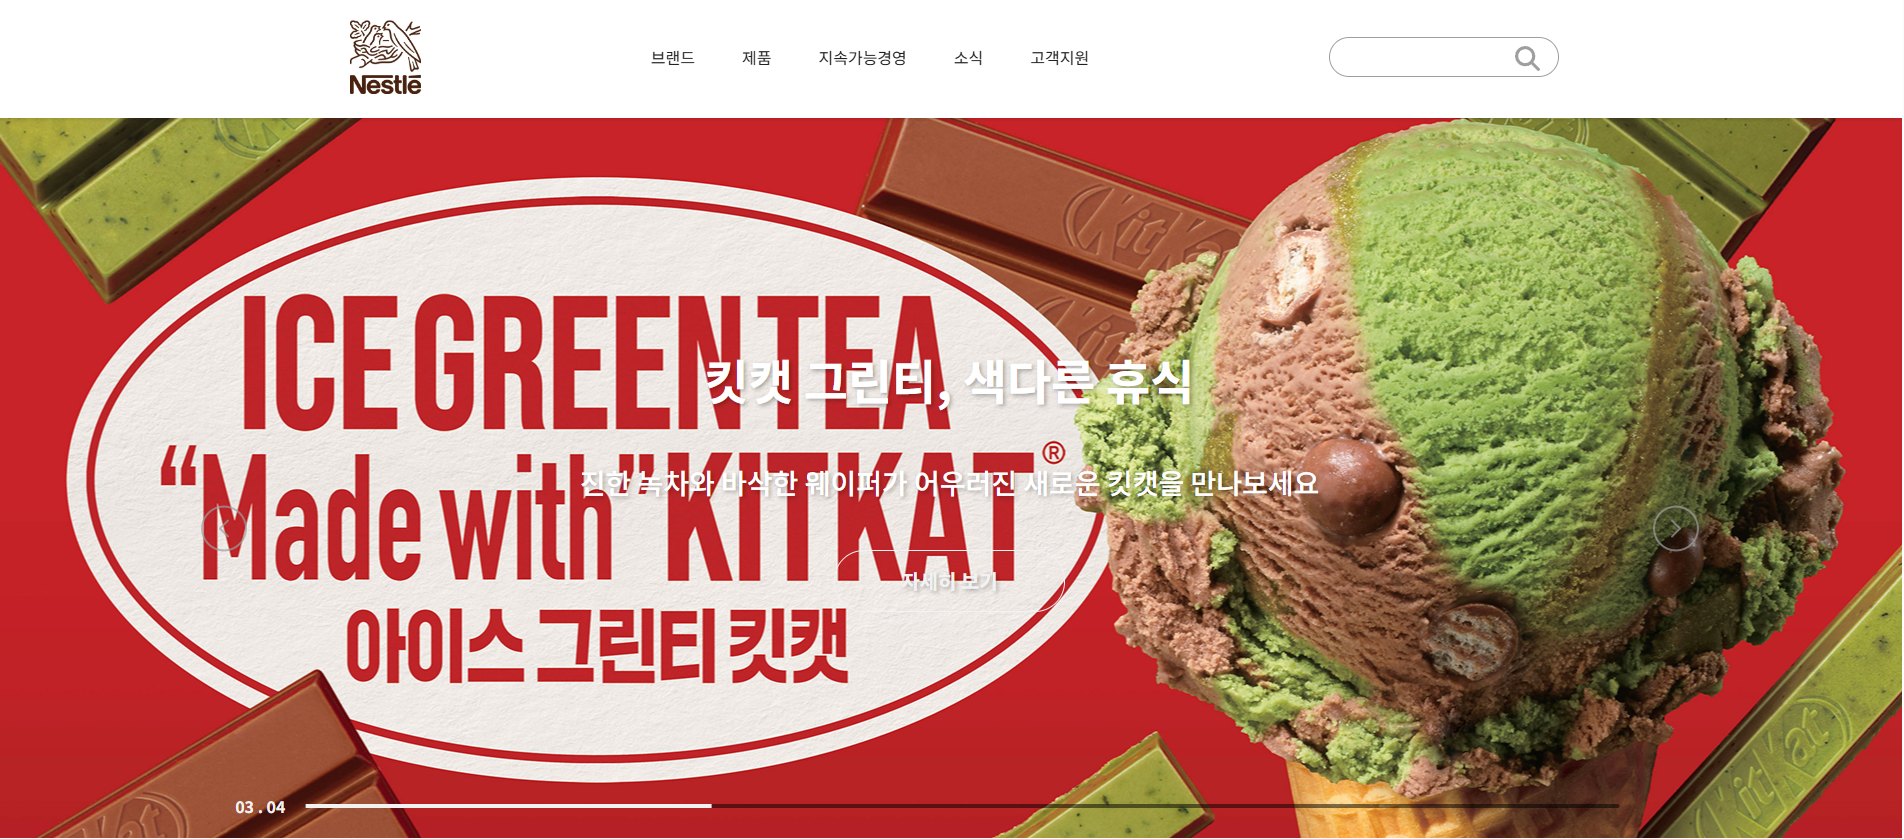 Nestlé
브랜드 제품 지속가능경영 소식 고객지원
KitKat
ICE GREEN TEA
킷캣 그린티, 색다른 휴식
"Made with" KITKAT®
진한 녹차와 바삭한 웨이퍼가 어우러진 새로운 킷캣을 만나보세요
자세히 보기
아이스 그린티 킷캣
KitKat
KitKat
03 . 04